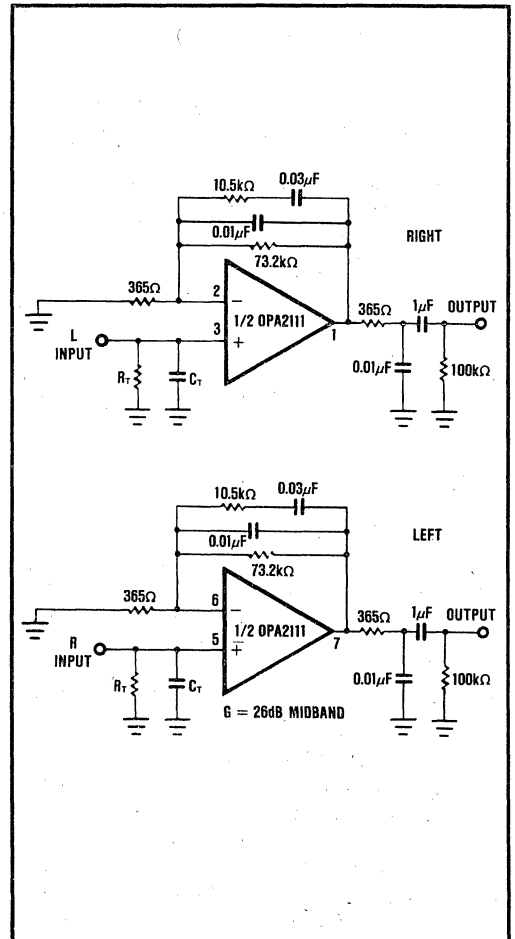 10.5kΩ
0.03μF
0.01μF
73.2kΩ
RIGHT
365Ω
2
−
1/2 OPA2111
3
+
1
L
INPUT
R_T
C_T
365Ω
1μF
OUTPUT
0.01μF
100kΩ
10.5kΩ
0.03μF
0.01μF
73.2kΩ
LEFT
365Ω
6
−
1/2 OPA2111
5
+
7
R
INPUT
R_T
C_T
365Ω
1μF
OUTPUT
0.01μF
100kΩ
G = 26dB MIDBAND